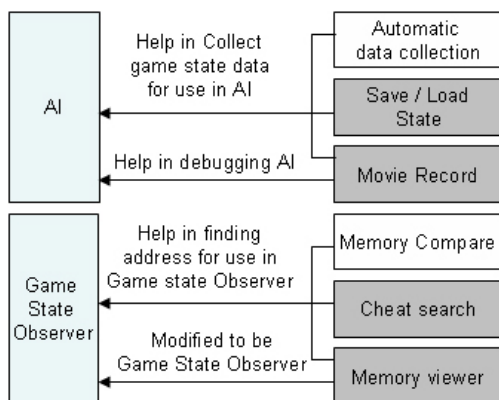 AI
Help in Collect
game state data
for use in AI
Help in debugging AI
Automatic
data collection
Save / Load
State
Movie Record
Game
State
Observer
Help in finding
address for use in
Game state Observer
Modified to be
Game State Observer
Memory Compare
Cheat search
Memory viewer